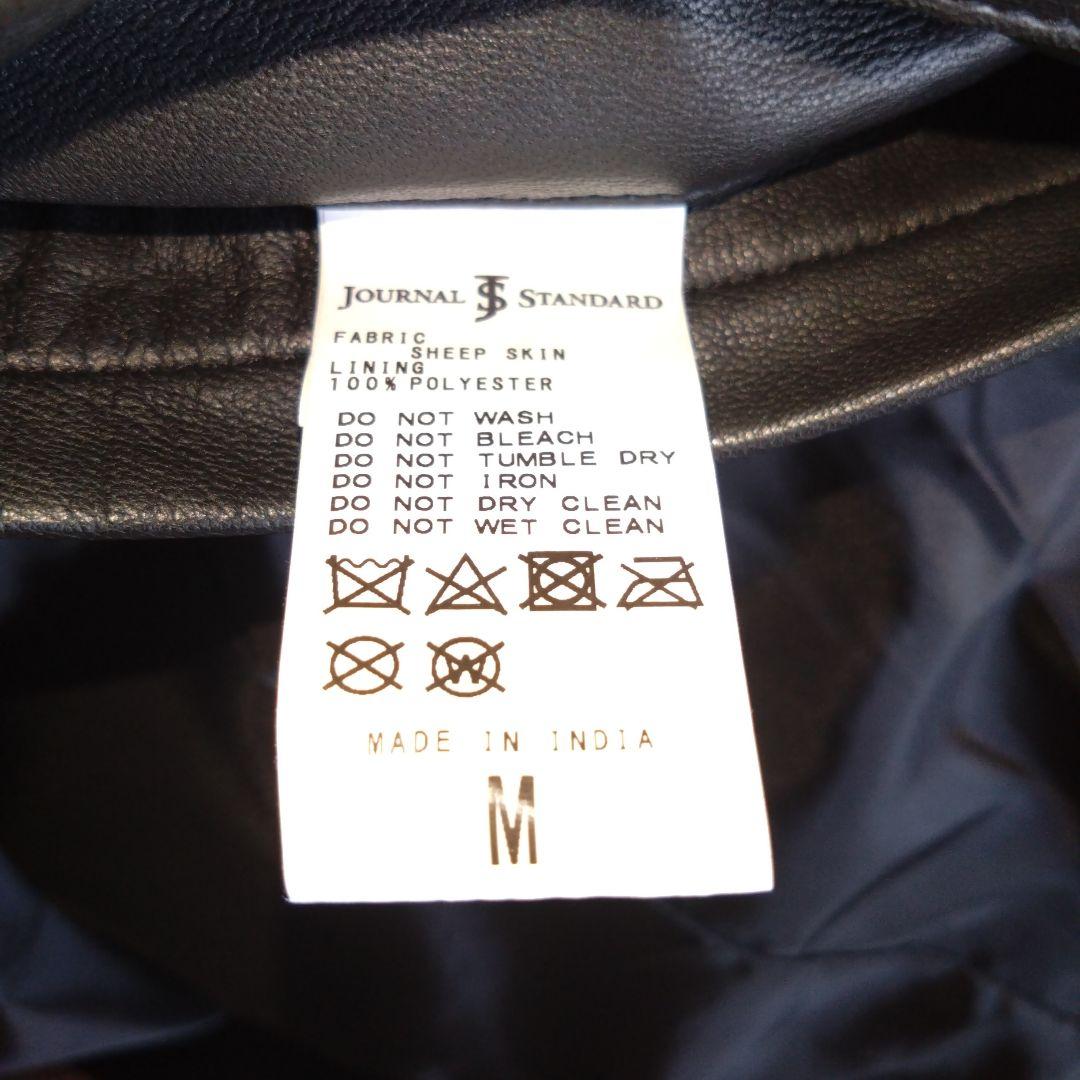 JOURNAL JS STANDARD
FABRIC
SHEEP SKIN
LINING
100% POLYESTER
DO NOT WASH
DO NOT BLEACH
DO NOT TUMBLE DRY
DO NOT IRON
DO NOT DRY CLEAN
DO NOT WET CLEAN
W
MADE IN INDIA
M